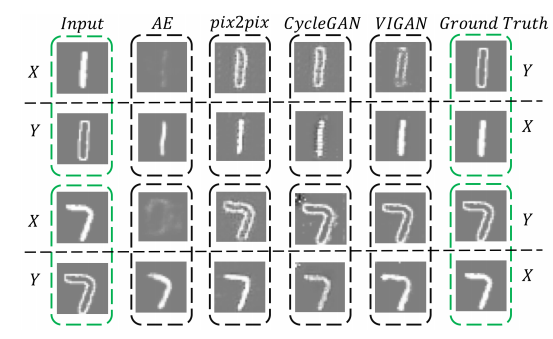 Input AE pix2pix CycleGAN VIGAN Ground Truth
X Y
Y X
X Y
Y X